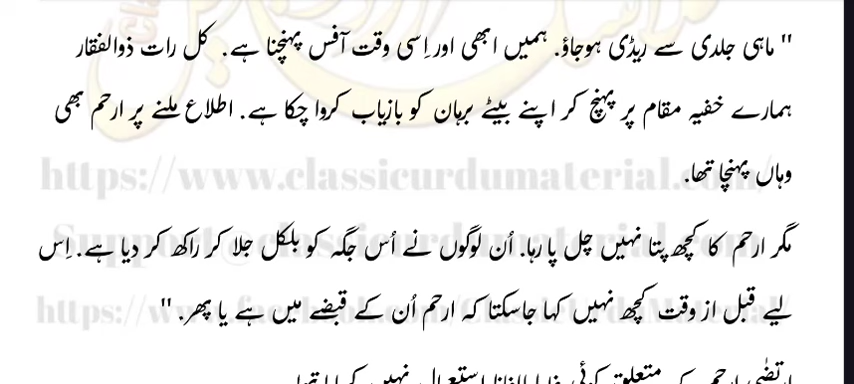 " ماہی جلدی سے ریڈی ہوجاؤ. ہمیں ابھی اور اِسی وقت آفس پہنچنا ہے. کل رات ذوالفقار
ہمارے خفیہ مقام پر پہنچ کر اپنے بیٹے برہان کو بازیاب کروا چکا ہے. اطلاع ملنے پر ارحم بھی
وہاں پہنچا تھا.
https://www.classicurdumaterial.com/
مگر ارحم کا کچھ پتا نہیں چل پا رہا. اُن لوگوں نے اُس جگہ کو بلکل جلا کر راکھ کر دیا ہے. اِس
Support@classicurdumaterial.com
لیے قبل از وقت کچھ نہیں کہا جاسکتا کہ ارحم اُن کے قبضے میں ہے یا پھر. "